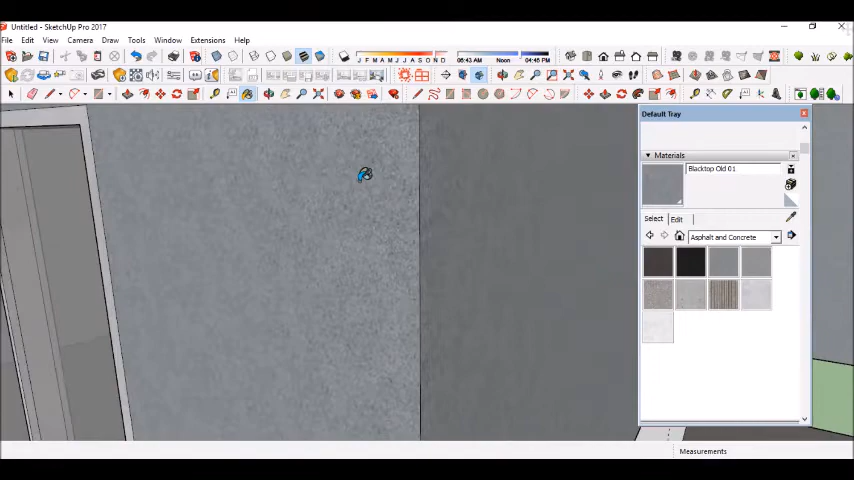 Untitled - SketchUp Pro 2017
File Edit View Camera Draw Tools Window Extensions Help
J F M A M J J A S O N D 06:43 AM Noon 04:45 PM
Default Tray
Materials
Blacktop Old 01
Select Edit
Asphalt and Concrete
Measurements